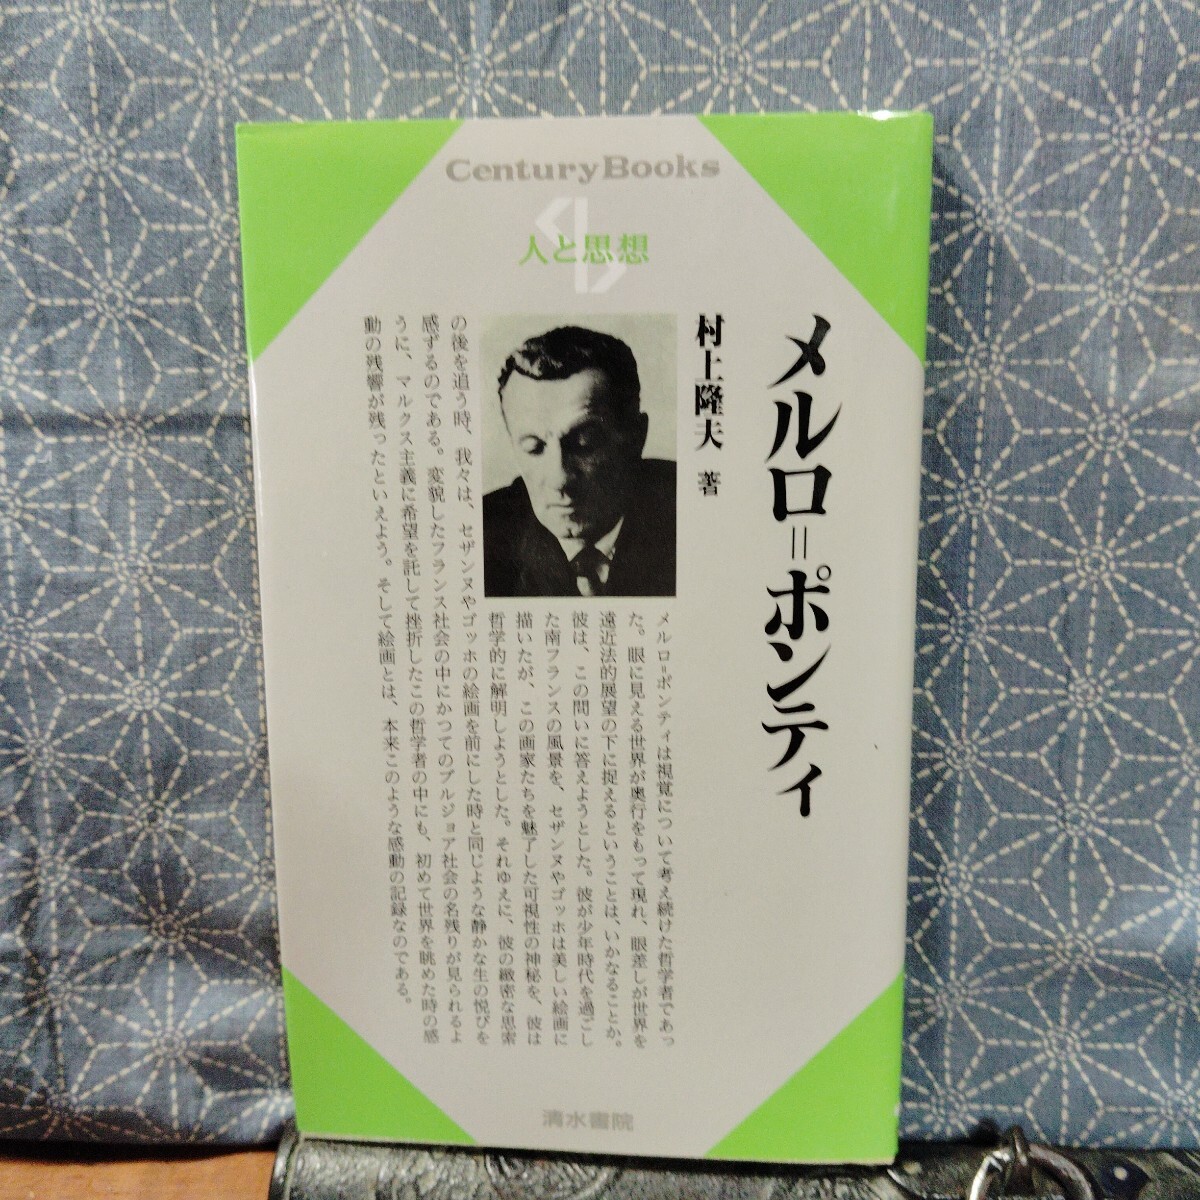 Century Books
人と思想
メルロ=ポンティ
村上隆夫 著
メルロ=ポンティは視覚について考え続けた哲学者であっ
た。眼に見える世界が奥行をもって現れ、眼差しが世界を
遠近法的展望の下に捉えるということは、いかなることか。
彼は、この問いに答えようとした。彼が少年時代を過ごし
た南フランスの風景を、セザンヌやゴッホは美しい絵画に
描いたが、この画家たちを魅了した可視性の神秘を、彼は
哲学的に解明しようとした。それゆえに、彼の緻密な思索
の後を追う時、我々は、セザンヌやゴッホの絵画を前にした時と同じような静かな生の悦びを
感ずるのである。変貌したフランス社会の中にかつてのブルジョア社会の名残りが見られるよ
うに、マルクス主義に希望を託して挫折したこの哲学者の中にも、初めて世界を眺めた時の感
動の残響が残ったといえよう。そして絵画とは、本来このような感動の記録なのである。
清水書院